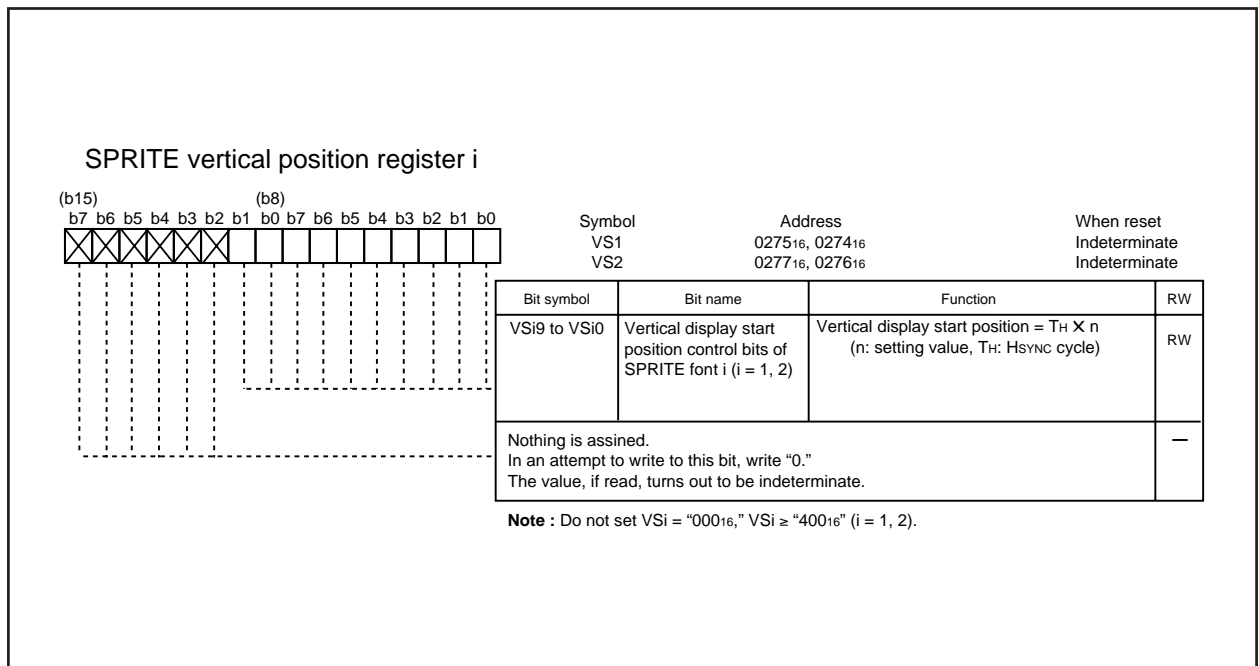 SPRITE vertical position register i
(b15) (b8)
b7 b6 b5 b4 b3 b2 b1 b0 b7 b6 b5 b4 b3 b2 b1 b0
Symbol Address When reset
VS1 027516, 027416 Indeterminate
VS2 027716, 027616 Indeterminate
Bit symbol Bit name Function RW
VSi9 to VSi0 Vertical display start position control bits of SPRITE font i (i = 1, 2) Vertical display start position = TH X n (n: setting value, TH: HSYNC cycle) RW
Nothing is assined. —
In an attempt to write to this bit, write “0.”
The value, if read, turns out to be indeterminate.
Note : Do not set VSi = “00016,” VSi ≥ “40016” (i = 1, 2).